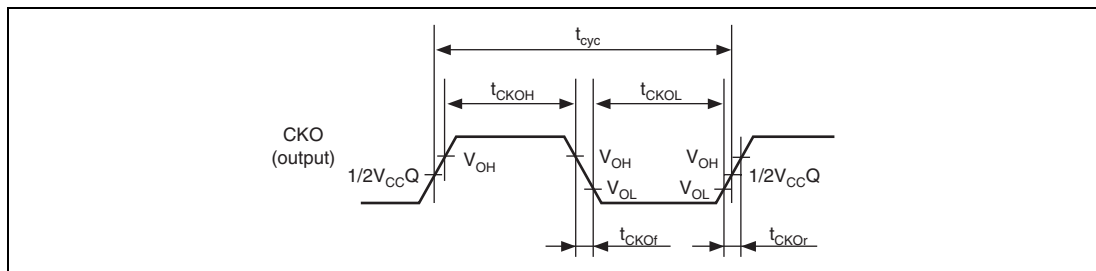 tcyc
tCKOH
tCKOL
CKO
(output)
VOH
VOH
VOH
1/2VCCQ
1/2VCCQ
VOL
VOL
tCKOf
tCKOr